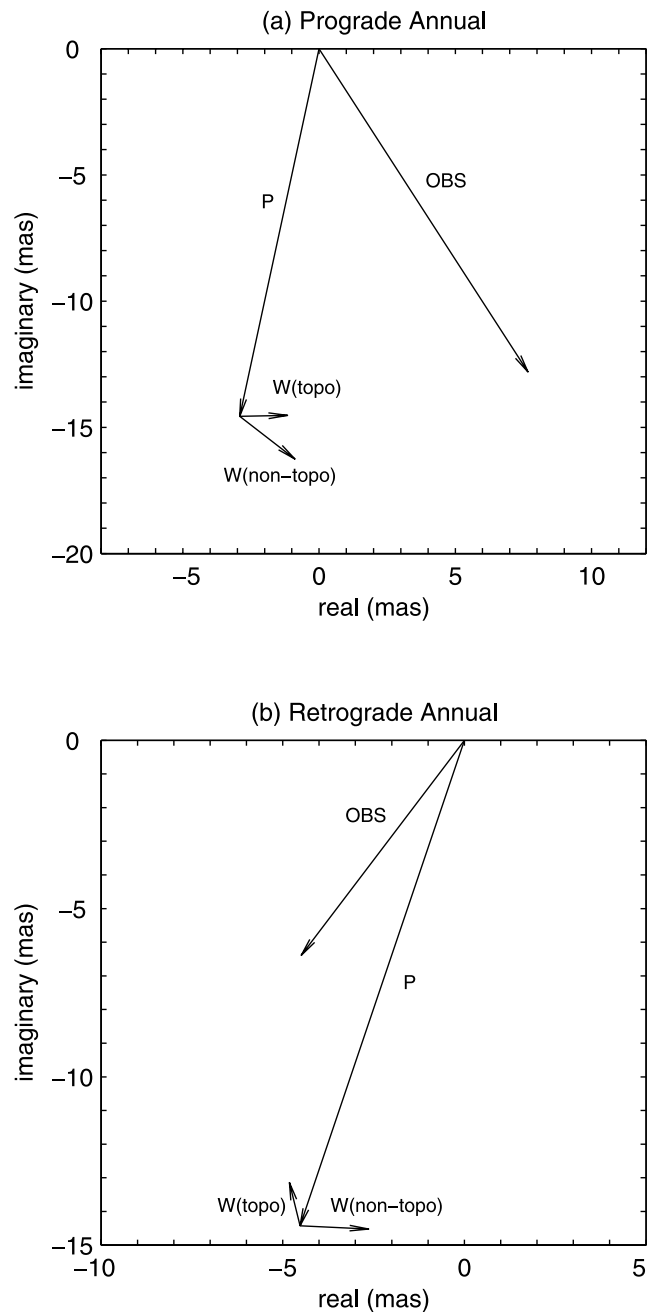 (a) Prograde Annual
0
−5
−10
−15
−20
imaginary (mas)
P
OBS
W(topo)
W(non−topo)
−5
0
5
10
real (mas)
(b) Retrograde Annual
0
−5
−10
−15
imaginary (mas)
OBS
P
W(topo)
W(non−topo)
−10
−5
0
5
real (mas)